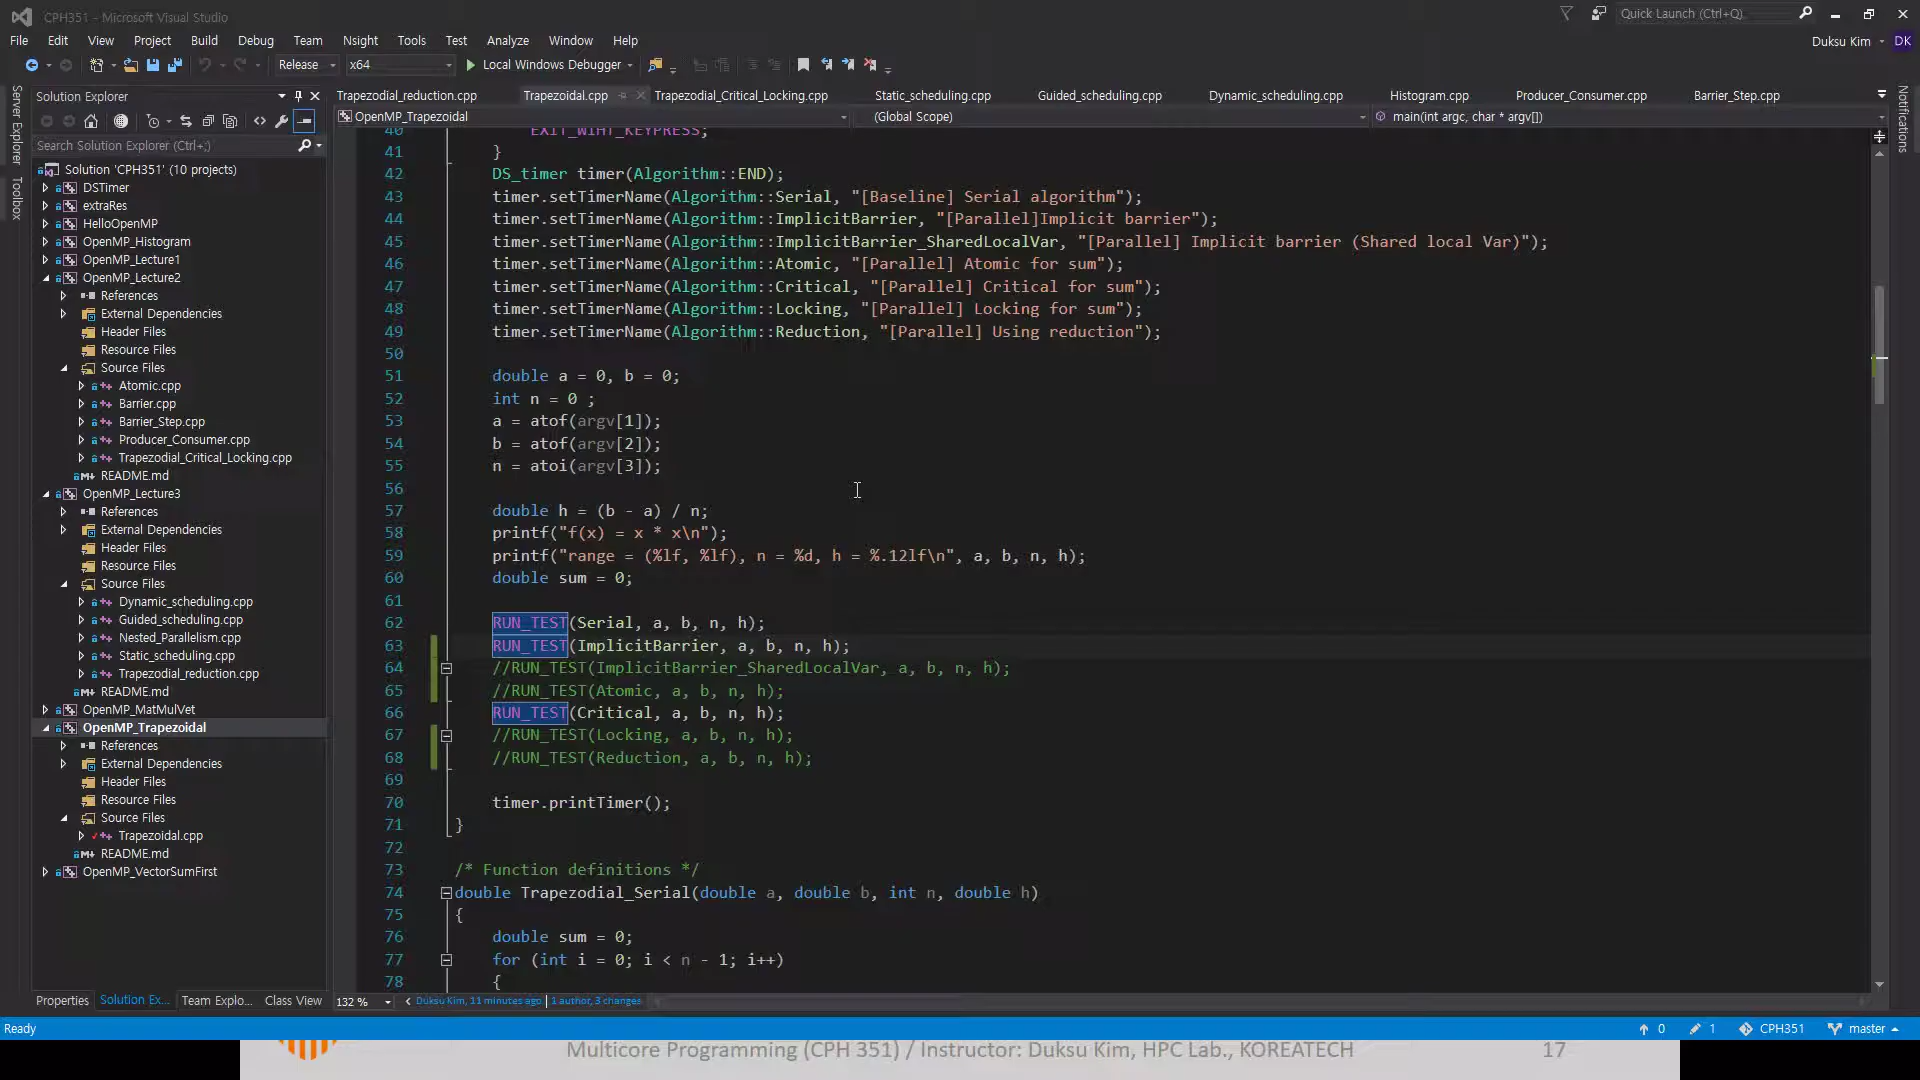 CPH351 - Microsoft Visual Studio
Quick Launch (Ctrl+Q)
File Edit View Project Build Debug Team Nsight Tools Test Analyze Window Help
Duksu Kim DK
Release x64 Local Windows Debugger
Server Explorer
Toolbox
Notifications
Solution Explorer
Search Solution Explorer (Ctrl+;)
Solution 'CPH351' (10 projects)
DSTimer
extraRes
HelloOpenMP
OpenMP_Histogram
OpenMP_Lecture1
OpenMP_Lecture2
References
External Dependencies
Header Files
Resource Files
Source Files
Atomic.cpp
Barrier.cpp
Barrier_Step.cpp
Producer_Consumer.cpp
Trapezodial_Critical_Locking.cpp
README.md
OpenMP_Lecture3
References
External Dependencies
Header Files
Resource Files
Source Files
Dynamic_scheduling.cpp
Guided_scheduling.cpp
Nested_Parallelism.cpp
Static_scheduling.cpp
Trapezodial_reduction.cpp
README.md
OpenMP_MatMulVet
OpenMP_Trapezoidal
References
External Dependencies
Header Files
Resource Files
Source Files
Trapezoidal.cpp
README.md
OpenMP_VectorSumFirst
Properties Solution Ex... Team Explo... Class View
Trapezodial_reduction.cpp Trapezoidal.cpp Trapezodial_Critical_Locking.cpp Static_scheduling.cpp Guided_scheduling.cpp Dynamic_scheduling.cpp Histogram.cpp Producer_Consumer.cpp Barrier_Step.cpp
OpenMP_Trapezoidal (Global Scope) main(int argc, char * argv[])
40 EXIT_WIHT_KEYPRESS;
41 }
42 DS_timer timer(Algorithm::END);
43 timer.setTimerName(Algorithm::Serial, "[Baseline] Serial algorithm");
44 timer.setTimerName(Algorithm::ImplicitBarrier, "[Parallel]Implicit barrier");
45 timer.setTimerName(Algorithm::ImplicitBarrier_SharedLocalVar, "[Parallel] Implicit barrier (Shared local Var)");
46 timer.setTimerName(Algorithm::Atomic, "[Parallel] Atomic for sum");
47 timer.setTimerName(Algorithm::Critical, "[Parallel] Critical for sum");
48 timer.setTimerName(Algorithm::Locking, "[Parallel] Locking for sum");
49 timer.setTimerName(Algorithm::Reduction, "[Parallel] Using reduction");
50
51 double a = 0, b = 0;
52 int n = 0 ;
53 a = atof(argv[1]);
54 b = atof(argv[2]);
55 n = atoi(argv[3]);
56
57 double h = (b - a) / n;
58 printf("f(x) = x * x\n");
59 printf("range = (%lf, %lf), n = %d, h = %.12lf\n", a, b, n, h);
60 double sum = 0;
61
62 RUN_TEST(Serial, a, b, n, h);
63 RUN_TEST(ImplicitBarrier, a, b, n, h);
64 //RUN_TEST(ImplicitBarrier_SharedLocalVar, a, b, n, h);
65 //RUN_TEST(Atomic, a, b, n, h);
66 RUN_TEST(Critical, a, b, n, h);
67 //RUN_TEST(Locking, a, b, n, h);
68 //RUN_TEST(Reduction, a, b, n, h);
69
70 timer.printTimer();
71 }
72
73 /* Function definitions */
74 double Trapezodial_Serial(double a, double b, int n, double h)
75 {
76 double sum = 0;
77 for (int i = 0; i < n - 1; i++)
78 {
132 % Duksu Kim, 11 minutes ago | 1 author, 3 changes
Ready 0 1 CPH351 master
Multicore Programming (CPH 351) / Instructor: Duksu Kim, HPC Lab., KOREATECH 17